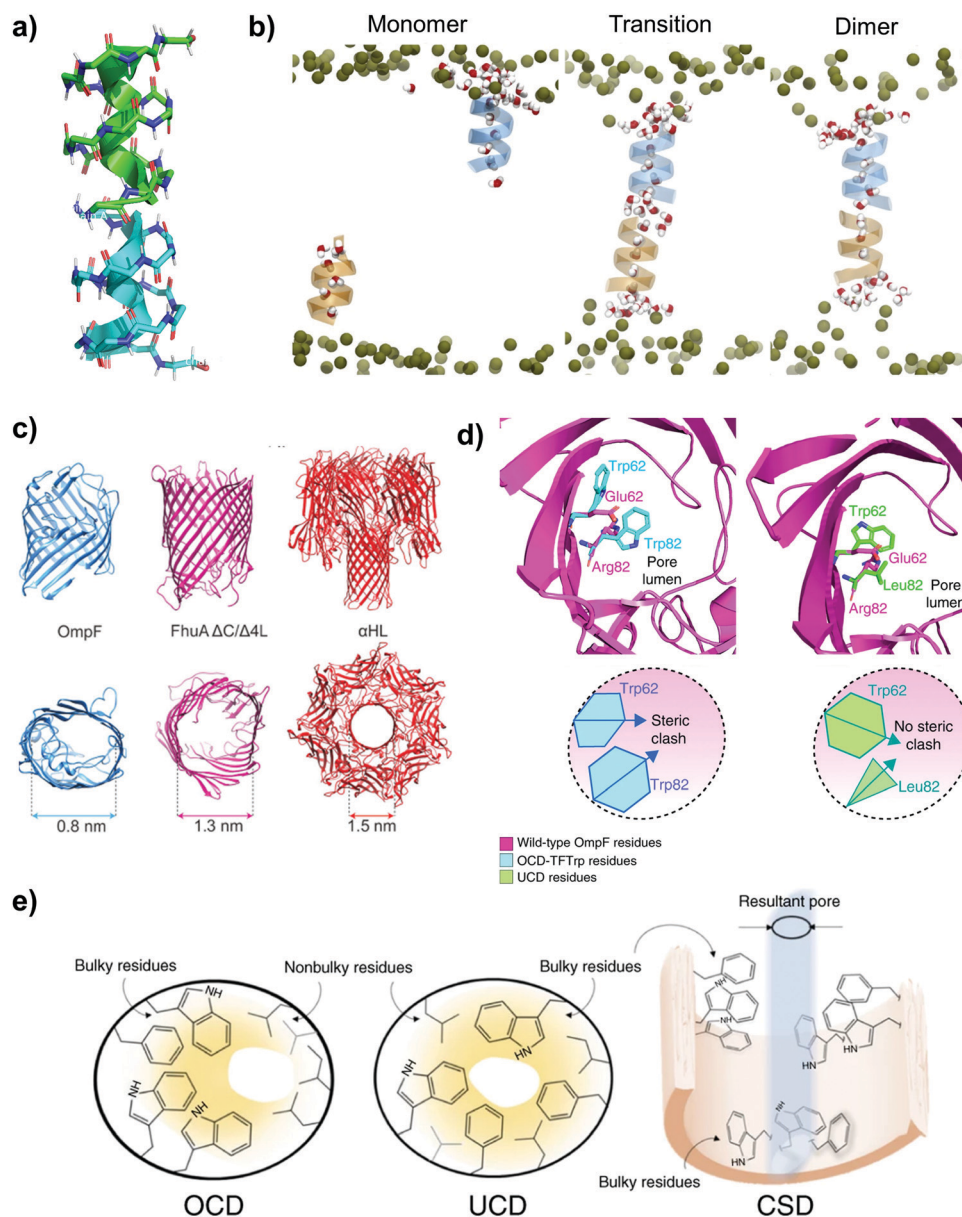 a)
b)
Monomer
Transition
Dimer
c)
OmpF
FhuA ΔC/Δ4L
αHL
0.8 nm
1.3 nm
1.5 nm
d)
Trp62
Glu62
Trp82
Arg82
Pore
lumen
Trp62
Glu62
Leu82
Arg82
Pore
lumen
Trp62
Steric
clash
Trp82
Trp62
No steric
clash
Leu82
Wild-type OmpF residues
OCD-TFTrp residues
UCD residues
e)
Resultant pore
Bulky residues
Nonbulky residues
Bulky residues
NH
NH
NH
HN
NH
NH
NH
HN
NH
NH
HN
Bulky residues
OCD
UCD
CSD